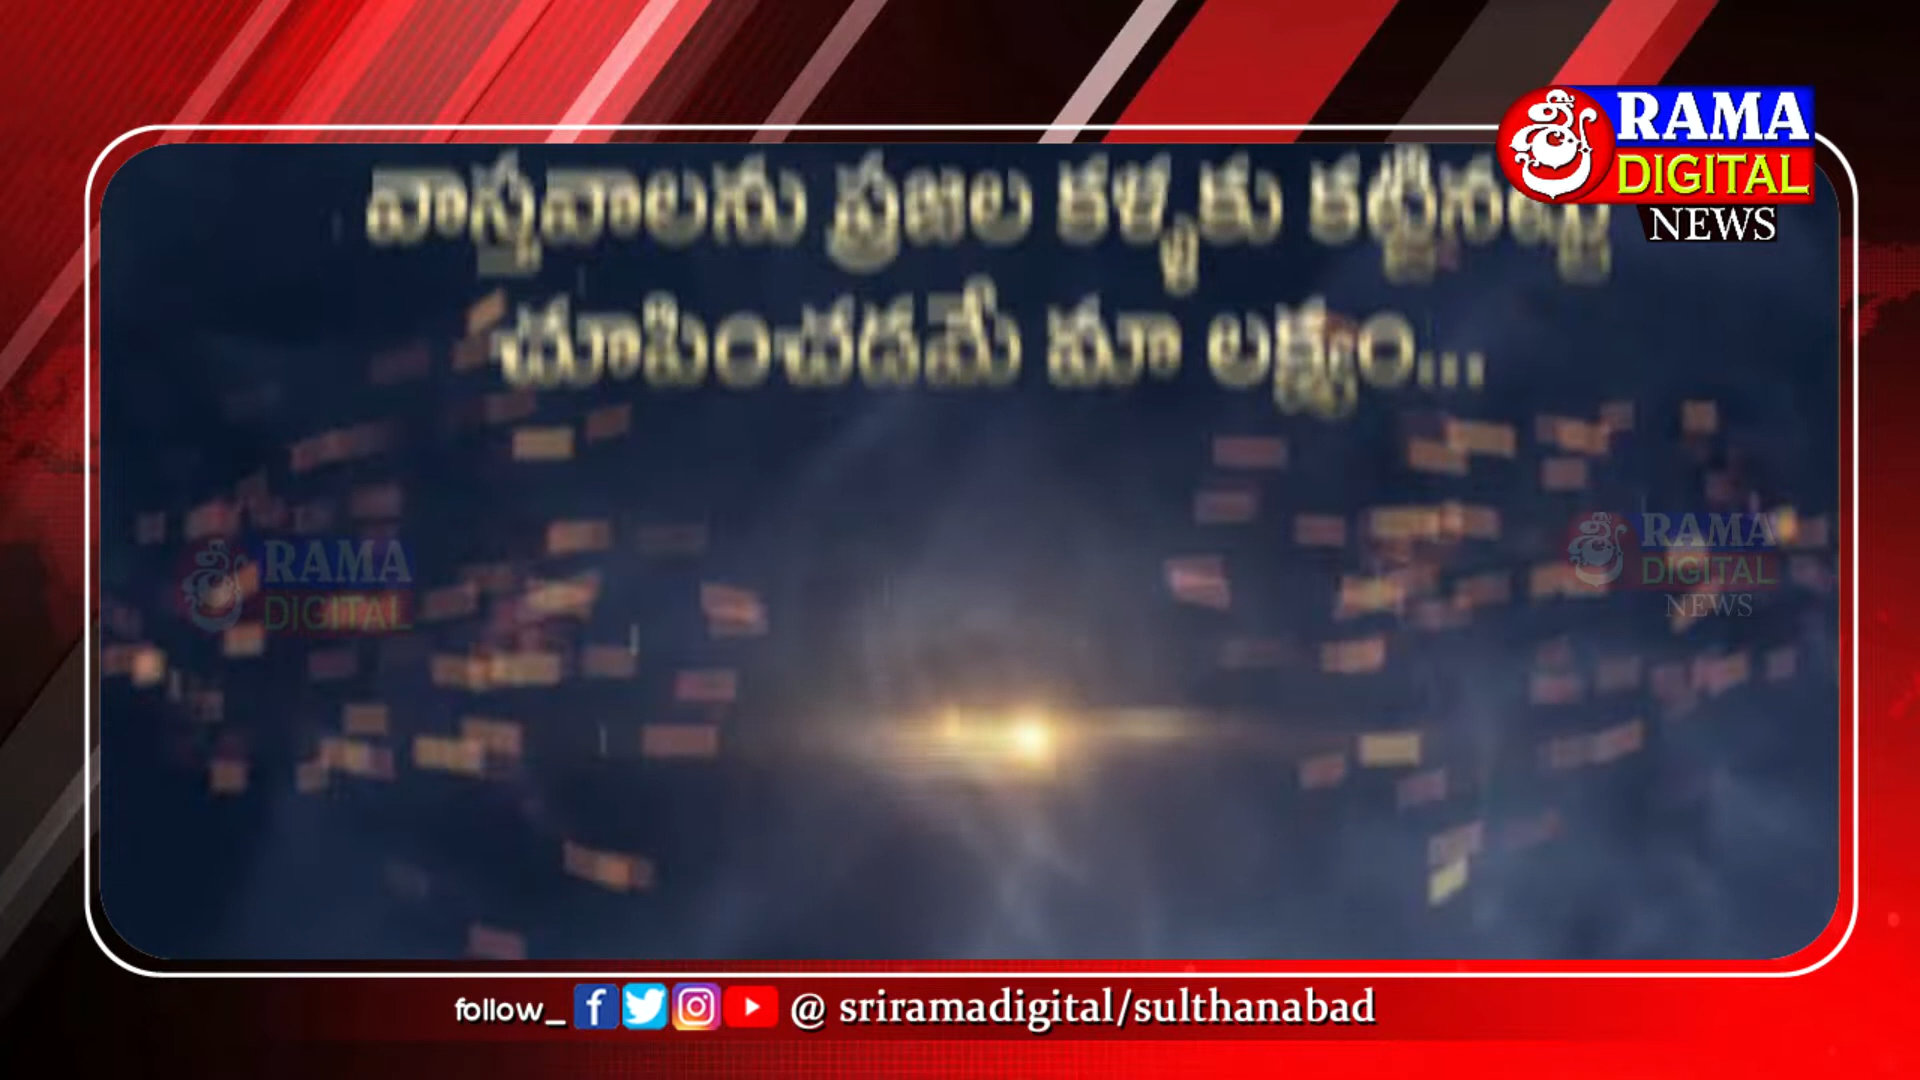 శ్రీ RAMA
DIGITAL
NEWS
వాస్తవాలను ప్రజల కళ్ళకు
చూపించడమే మా లక్ష్యం...
శ్రీ RAMA
DIGITAL
శ్రీ RAMA
DIGITAL
NEWS
follow_ @ sriramadigital/sulthanabad